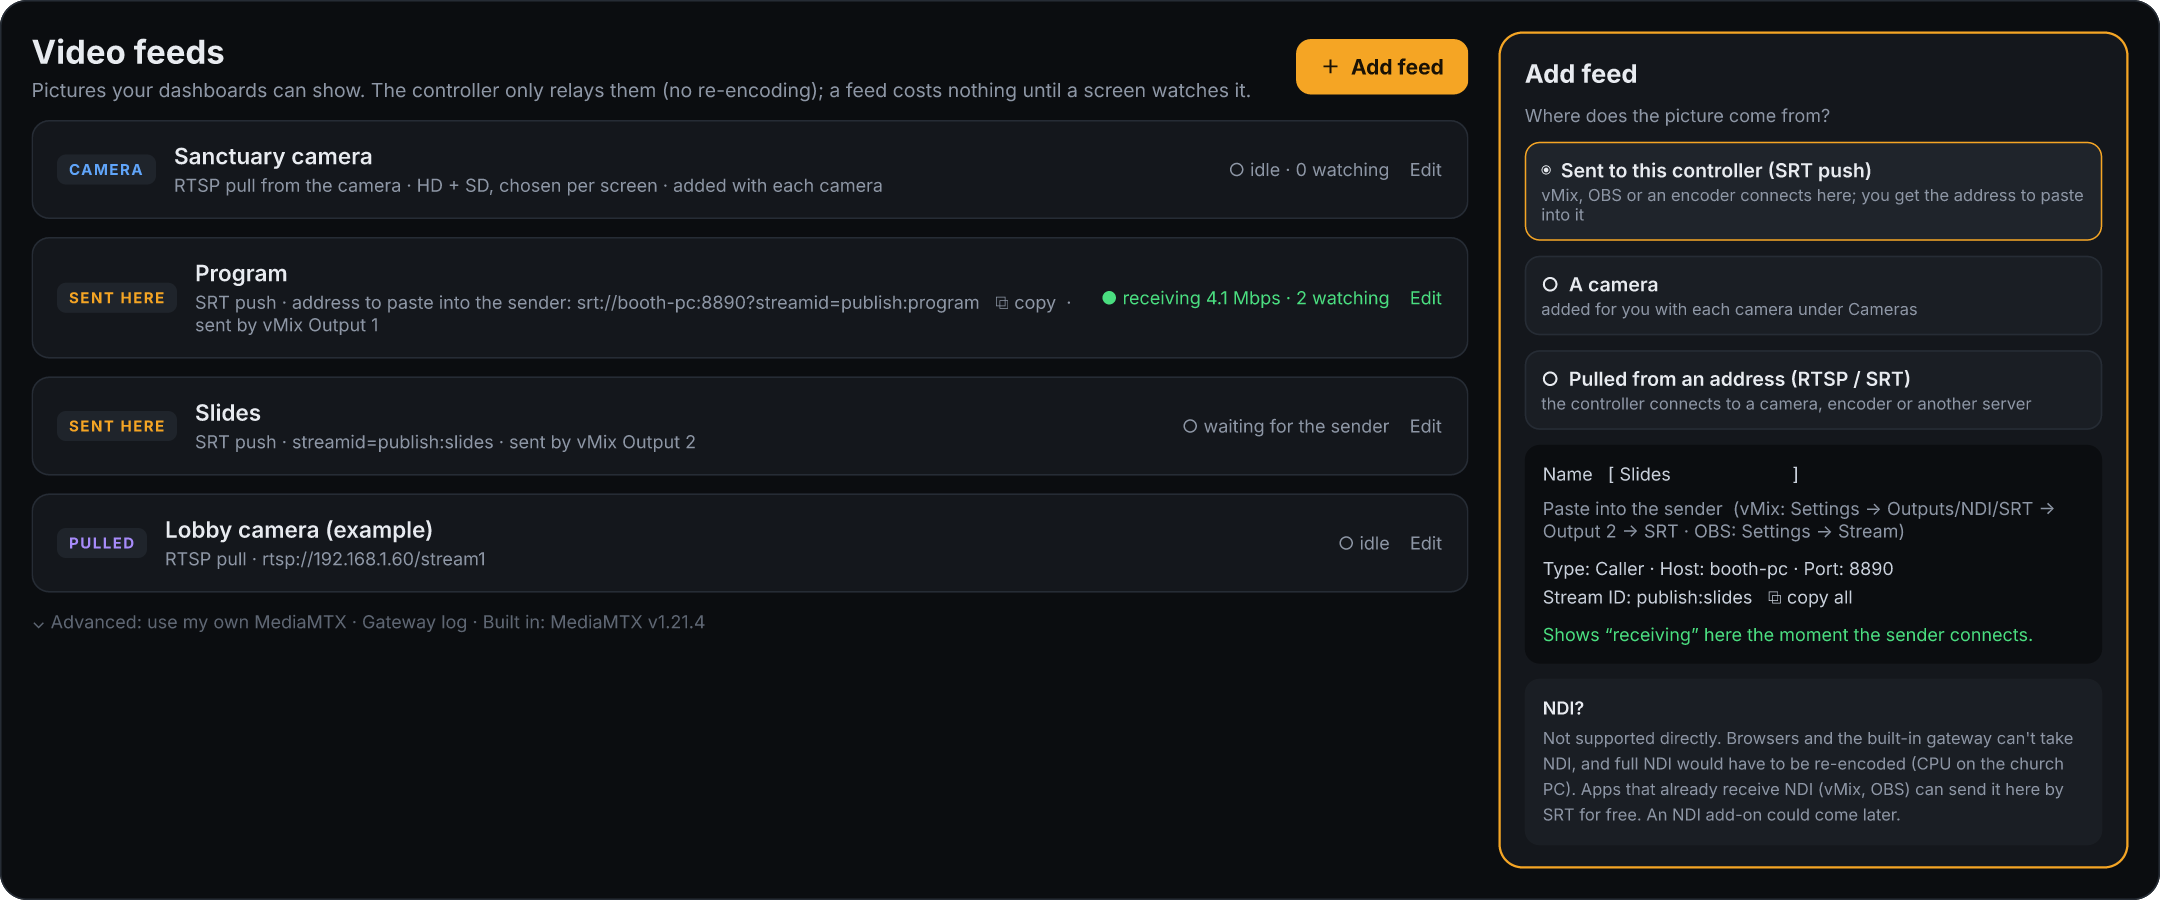 Video feeds
Pictures your dashboards can show. The controller only relays them (no re-encoding); a feed costs nothing until a screen watches it.
+ Add feed
CAMERA
Sanctuary camera
RTSP pull from the camera · HD + SD, chosen per screen · added with each camera
idle · 0 watching
Edit
SENT HERE
Program
SRT push · address to paste into the sender: srt://booth-pc:8890?streamid=publish:program copy ·
sent by vMix Output 1
receiving 4.1 Mbps · 2 watching
Edit
SENT HERE
Slides
SRT push · streamid=publish:slides · sent by vMix Output 2
waiting for the sender
Edit
PULLED
Lobby camera (example)
RTSP pull · rtsp://192.168.1.60/stream1
idle
Edit
Advanced: use my own MediaMTX · Gateway log · Built in: MediaMTX v1.21.4
Add feed
Where does the picture come from?
Sent to this controller (SRT push)
vMix, OBS or an encoder connects here; you get the address to paste
into it
A camera
added for you with each camera under Cameras
Pulled from an address (RTSP / SRT)
the controller connects to a camera, encoder or another server
Name [ Slides ]
Paste into the sender (vMix: Settings → Outputs/NDI/SRT →
Output 2 → SRT · OBS: Settings → Stream)
Type: Caller · Host: booth-pc · Port: 8890
Stream ID: publish:slides copy all
Shows “receiving” here the moment the sender connects.
NDI?
Not supported directly. Browsers and the built-in gateway can't take
NDI, and full NDI would have to be re-encoded (CPU on the church
PC). Apps that already receive NDI (vMix, OBS) can send it here by
SRT for free. An NDI add-on could come later.